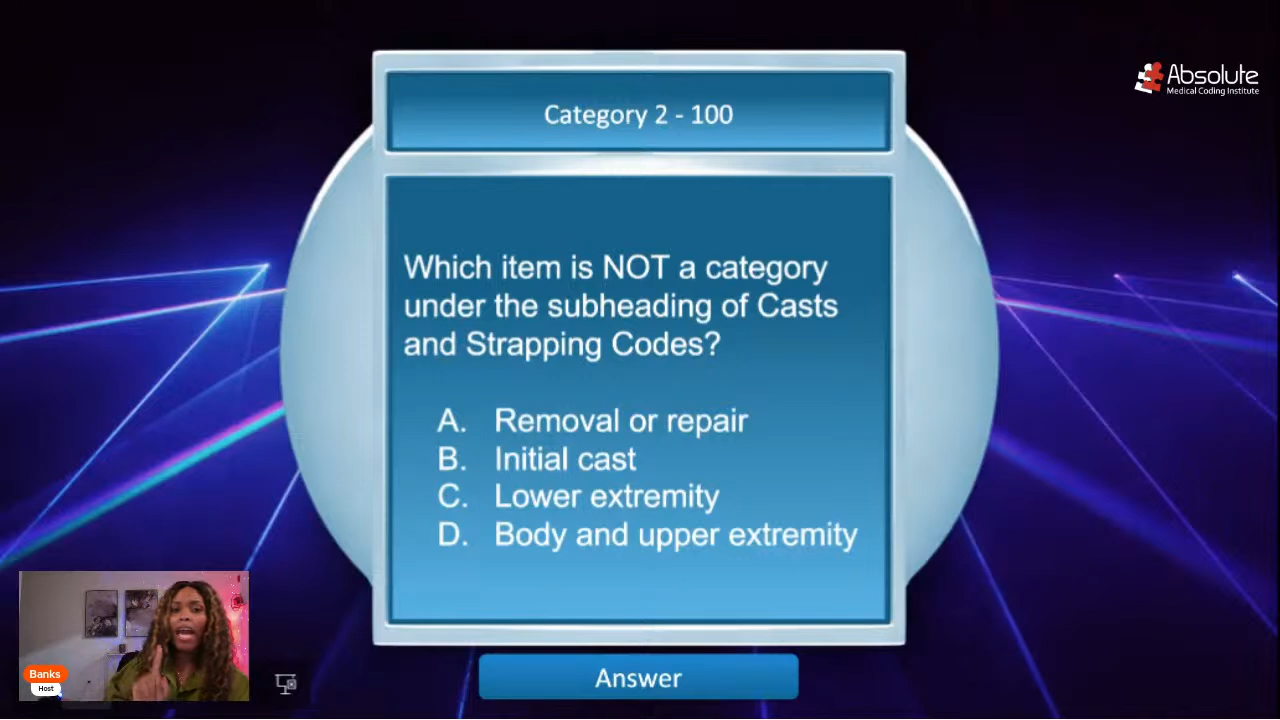 Absolute
Medical Coding Institute
Category 2 - 100
Which item is NOT a category
under the subheading of Casts
and Strapping Codes?
A. Removal or repair
B. Initial cast
C. Lower extremity
D. Body and upper extremity
Banks
Host
Answer